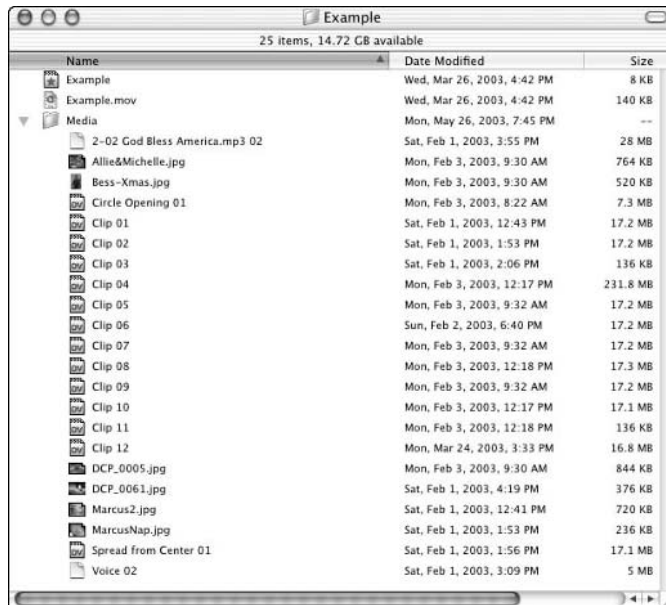 Example
25 items, 14.72 GB available
Name Date Modified Size
Example Wed, Mar 26, 2003, 4:42 PM 8 KB
Example.mov Wed, Mar 26, 2003, 4:42 PM 140 KB
Media Mon, May 26, 2003, 7:45 PM --
2-02 God Bless America.mp3 02 Sat, Feb 1, 2003, 3:55 PM 28 MB
Allie&Michelle.jpg Mon, Feb 3, 2003, 9:30 AM 764 KB
Bess-Xmas.jpg Mon, Feb 3, 2003, 9:30 AM 520 KB
Circle Opening 01 Mon, Feb 3, 2003, 8:22 AM 7.3 MB
Clip 01 Sat, Feb 1, 2003, 12:43 PM 17.2 MB
Clip 02 Sat, Feb 1, 2003, 1:53 PM 17.2 MB
Clip 03 Sat, Feb 1, 2003, 2:06 PM 136 KB
Clip 04 Mon, Feb 3, 2003, 12:17 PM 231.8 MB
Clip 05 Mon, Feb 3, 2003, 9:32 AM 17.2 MB
Clip 06 Sun, Feb 2, 2003, 6:40 PM 17.2 MB
Clip 07 Mon, Feb 3, 2003, 9:32 AM 17.2 MB
Clip 08 Mon, Feb 3, 2003, 12:18 PM 17.3 MB
Clip 09 Mon, Feb 3, 2003, 9:32 AM 17.2 MB
Clip 10 Mon, Feb 3, 2003, 12:17 PM 17.1 MB
Clip 11 Mon, Feb 3, 2003, 12:18 PM 136 KB
Clip 12 Mon, Mar 24, 2003, 3:33 PM 16.8 MB
DCP_0005.jpg Mon, Feb 3, 2003, 9:30 AM 844 KB
DCP_0061.jpg Sat, Feb 1, 2003, 4:19 PM 376 KB
Marcus2.jpg Sat, Feb 1, 2003, 12:41 PM 720 KB
MarcusNap.jpg Sat, Feb 1, 2003, 1:53 PM 236 KB
Spread from Center 01 Sat, Feb 1, 2003, 1:56 PM 17.1 MB
Voice 02 Sat, Feb 1, 2003, 3:09 PM 5 MB